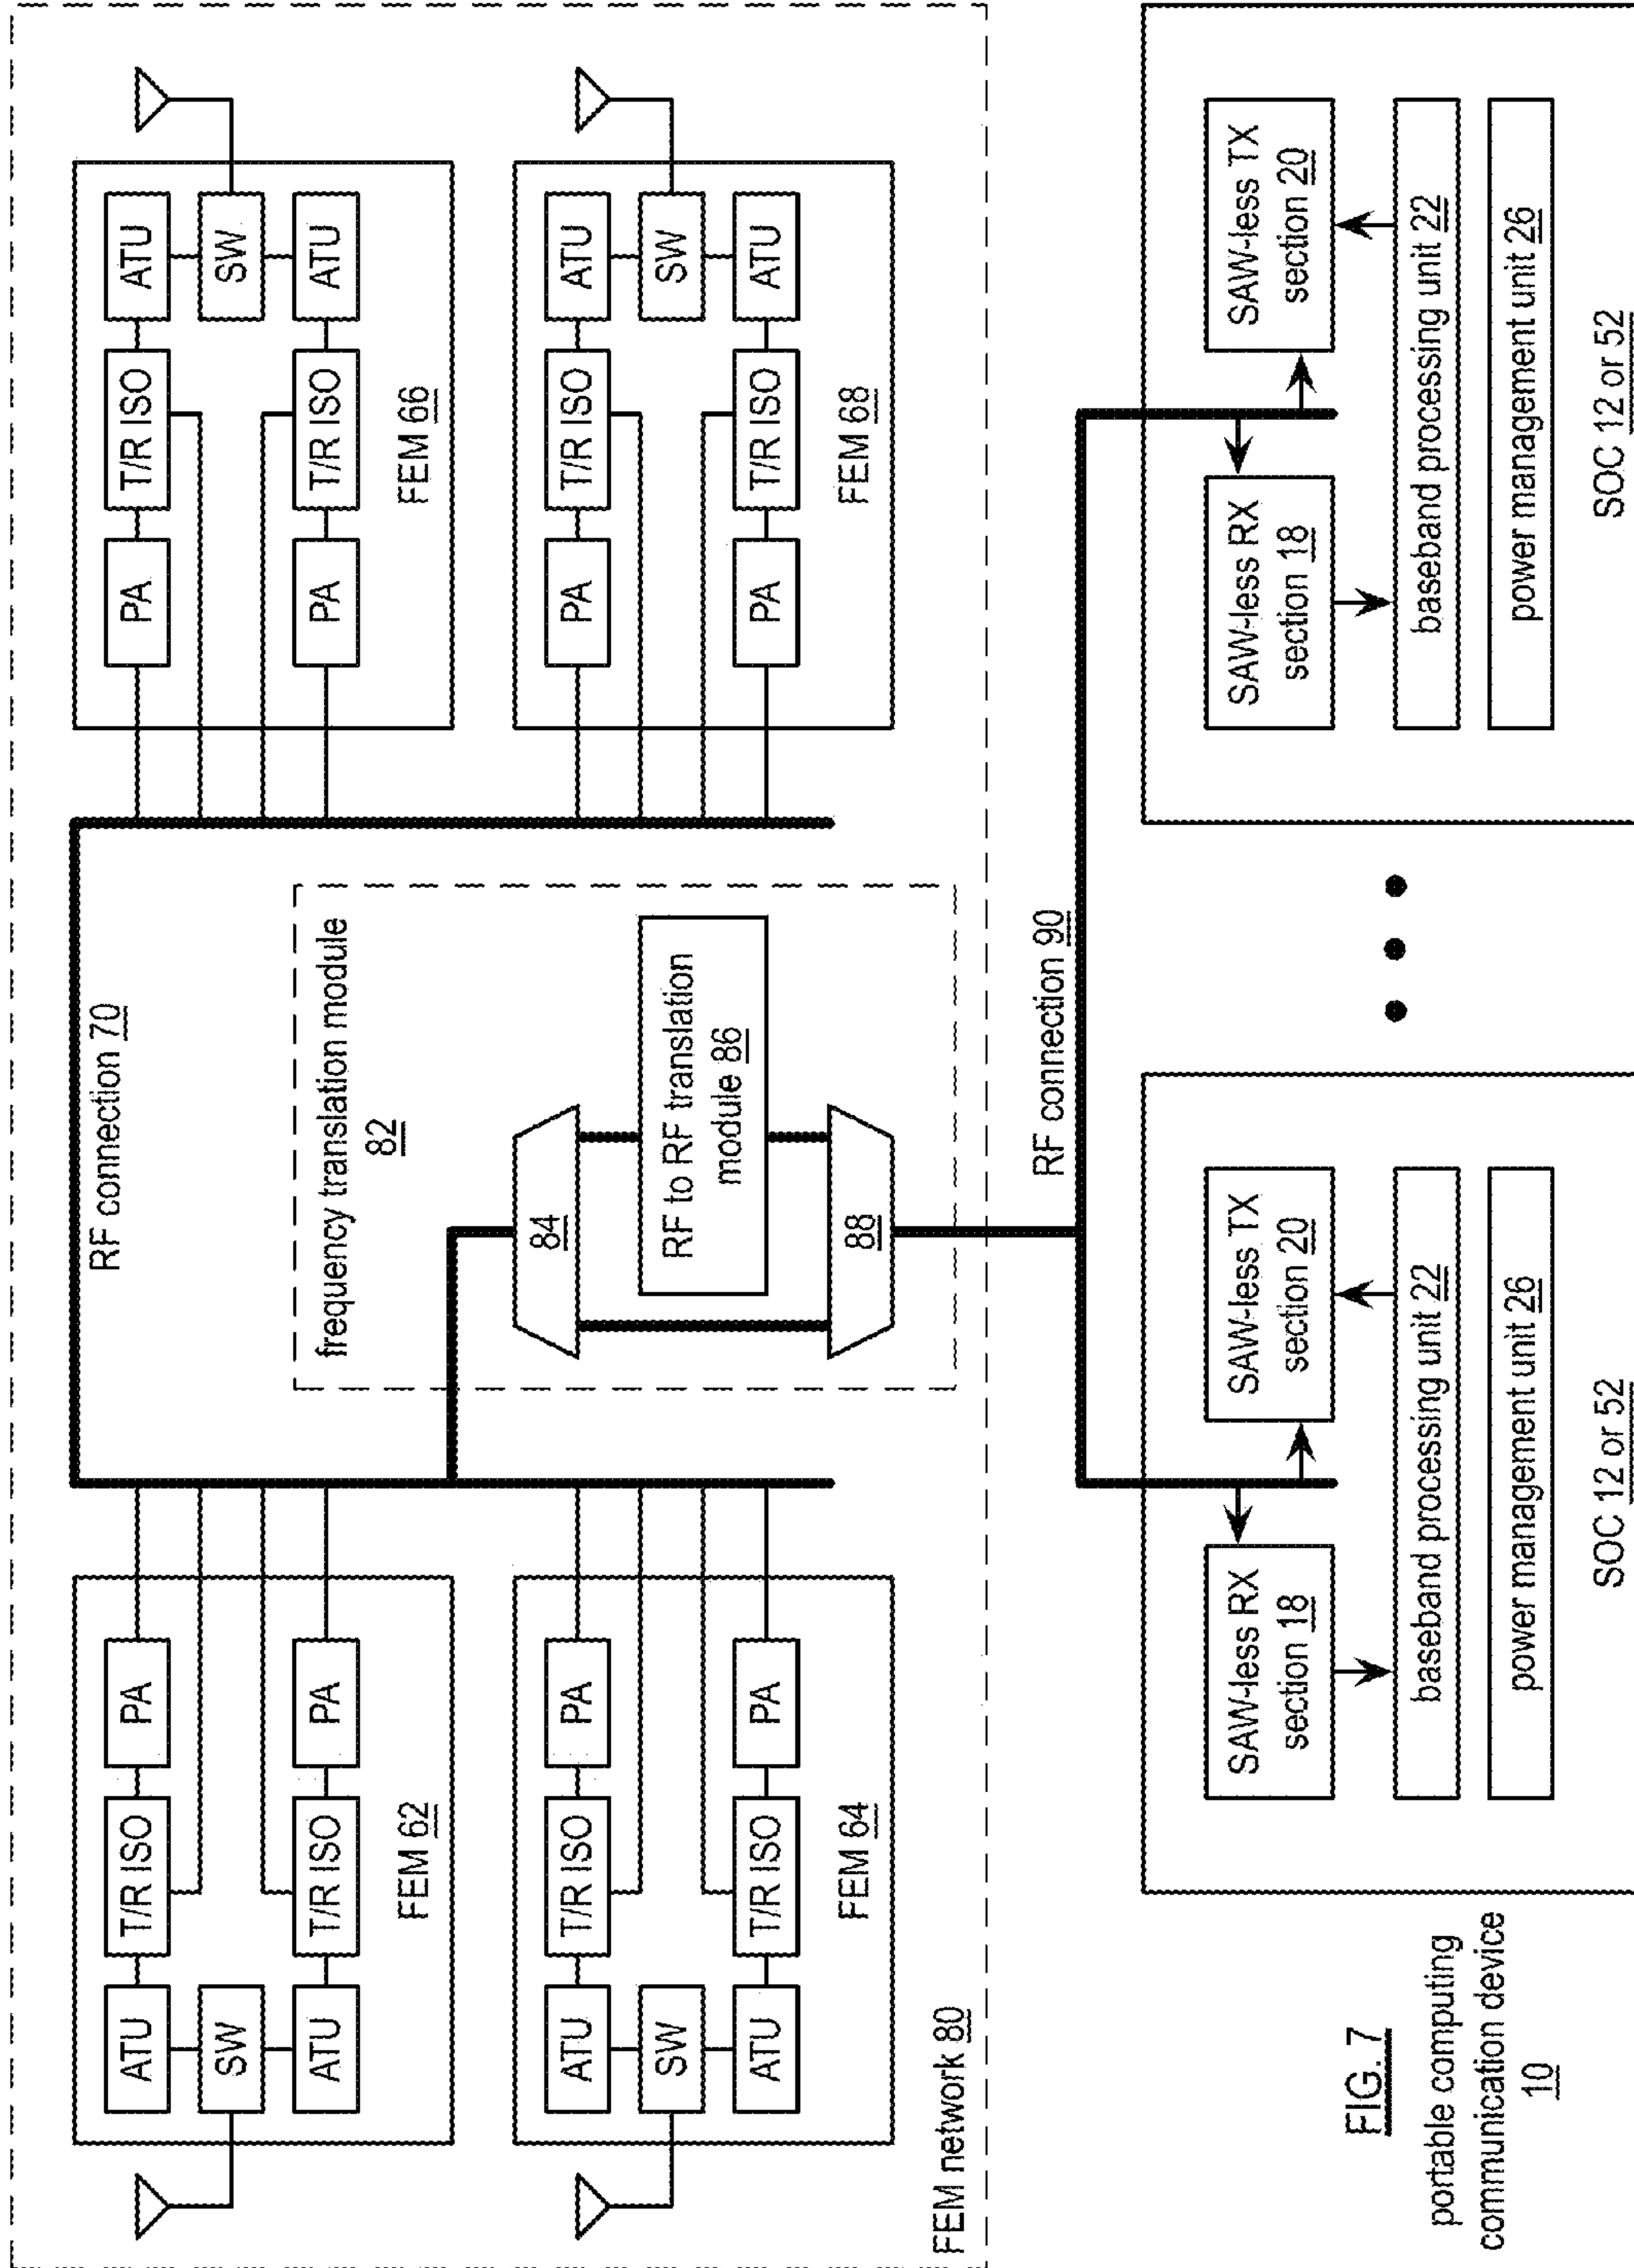 RF connection 70
ATU
T/R ISO
PA
SW
ATU
T/R ISO
PA
FEM 62
PA
T/R ISO
ATU
SW
PA
T/R ISO
ATU
FEM 66
frequency translation module
82
84
RF to RF translation
module 86
88
ATU
T/R ISO
PA
SW
ATU
T/R ISO
PA
FEM 64
PA
T/R ISO
ATU
SW
PA
T/R ISO
ATU
FEM 68
FEM network 80
RF connection 90
SAW-less RX
section 18
SAW-less TX
section 20
baseband processing unit 22
power management unit 26
SOC 12 or 52
SAW-less RX
section 18
SAW-less TX
section 20
baseband processing unit 22
power management unit 26
SOC 12 or 52
FIG. 7
portable computing
communication device
10